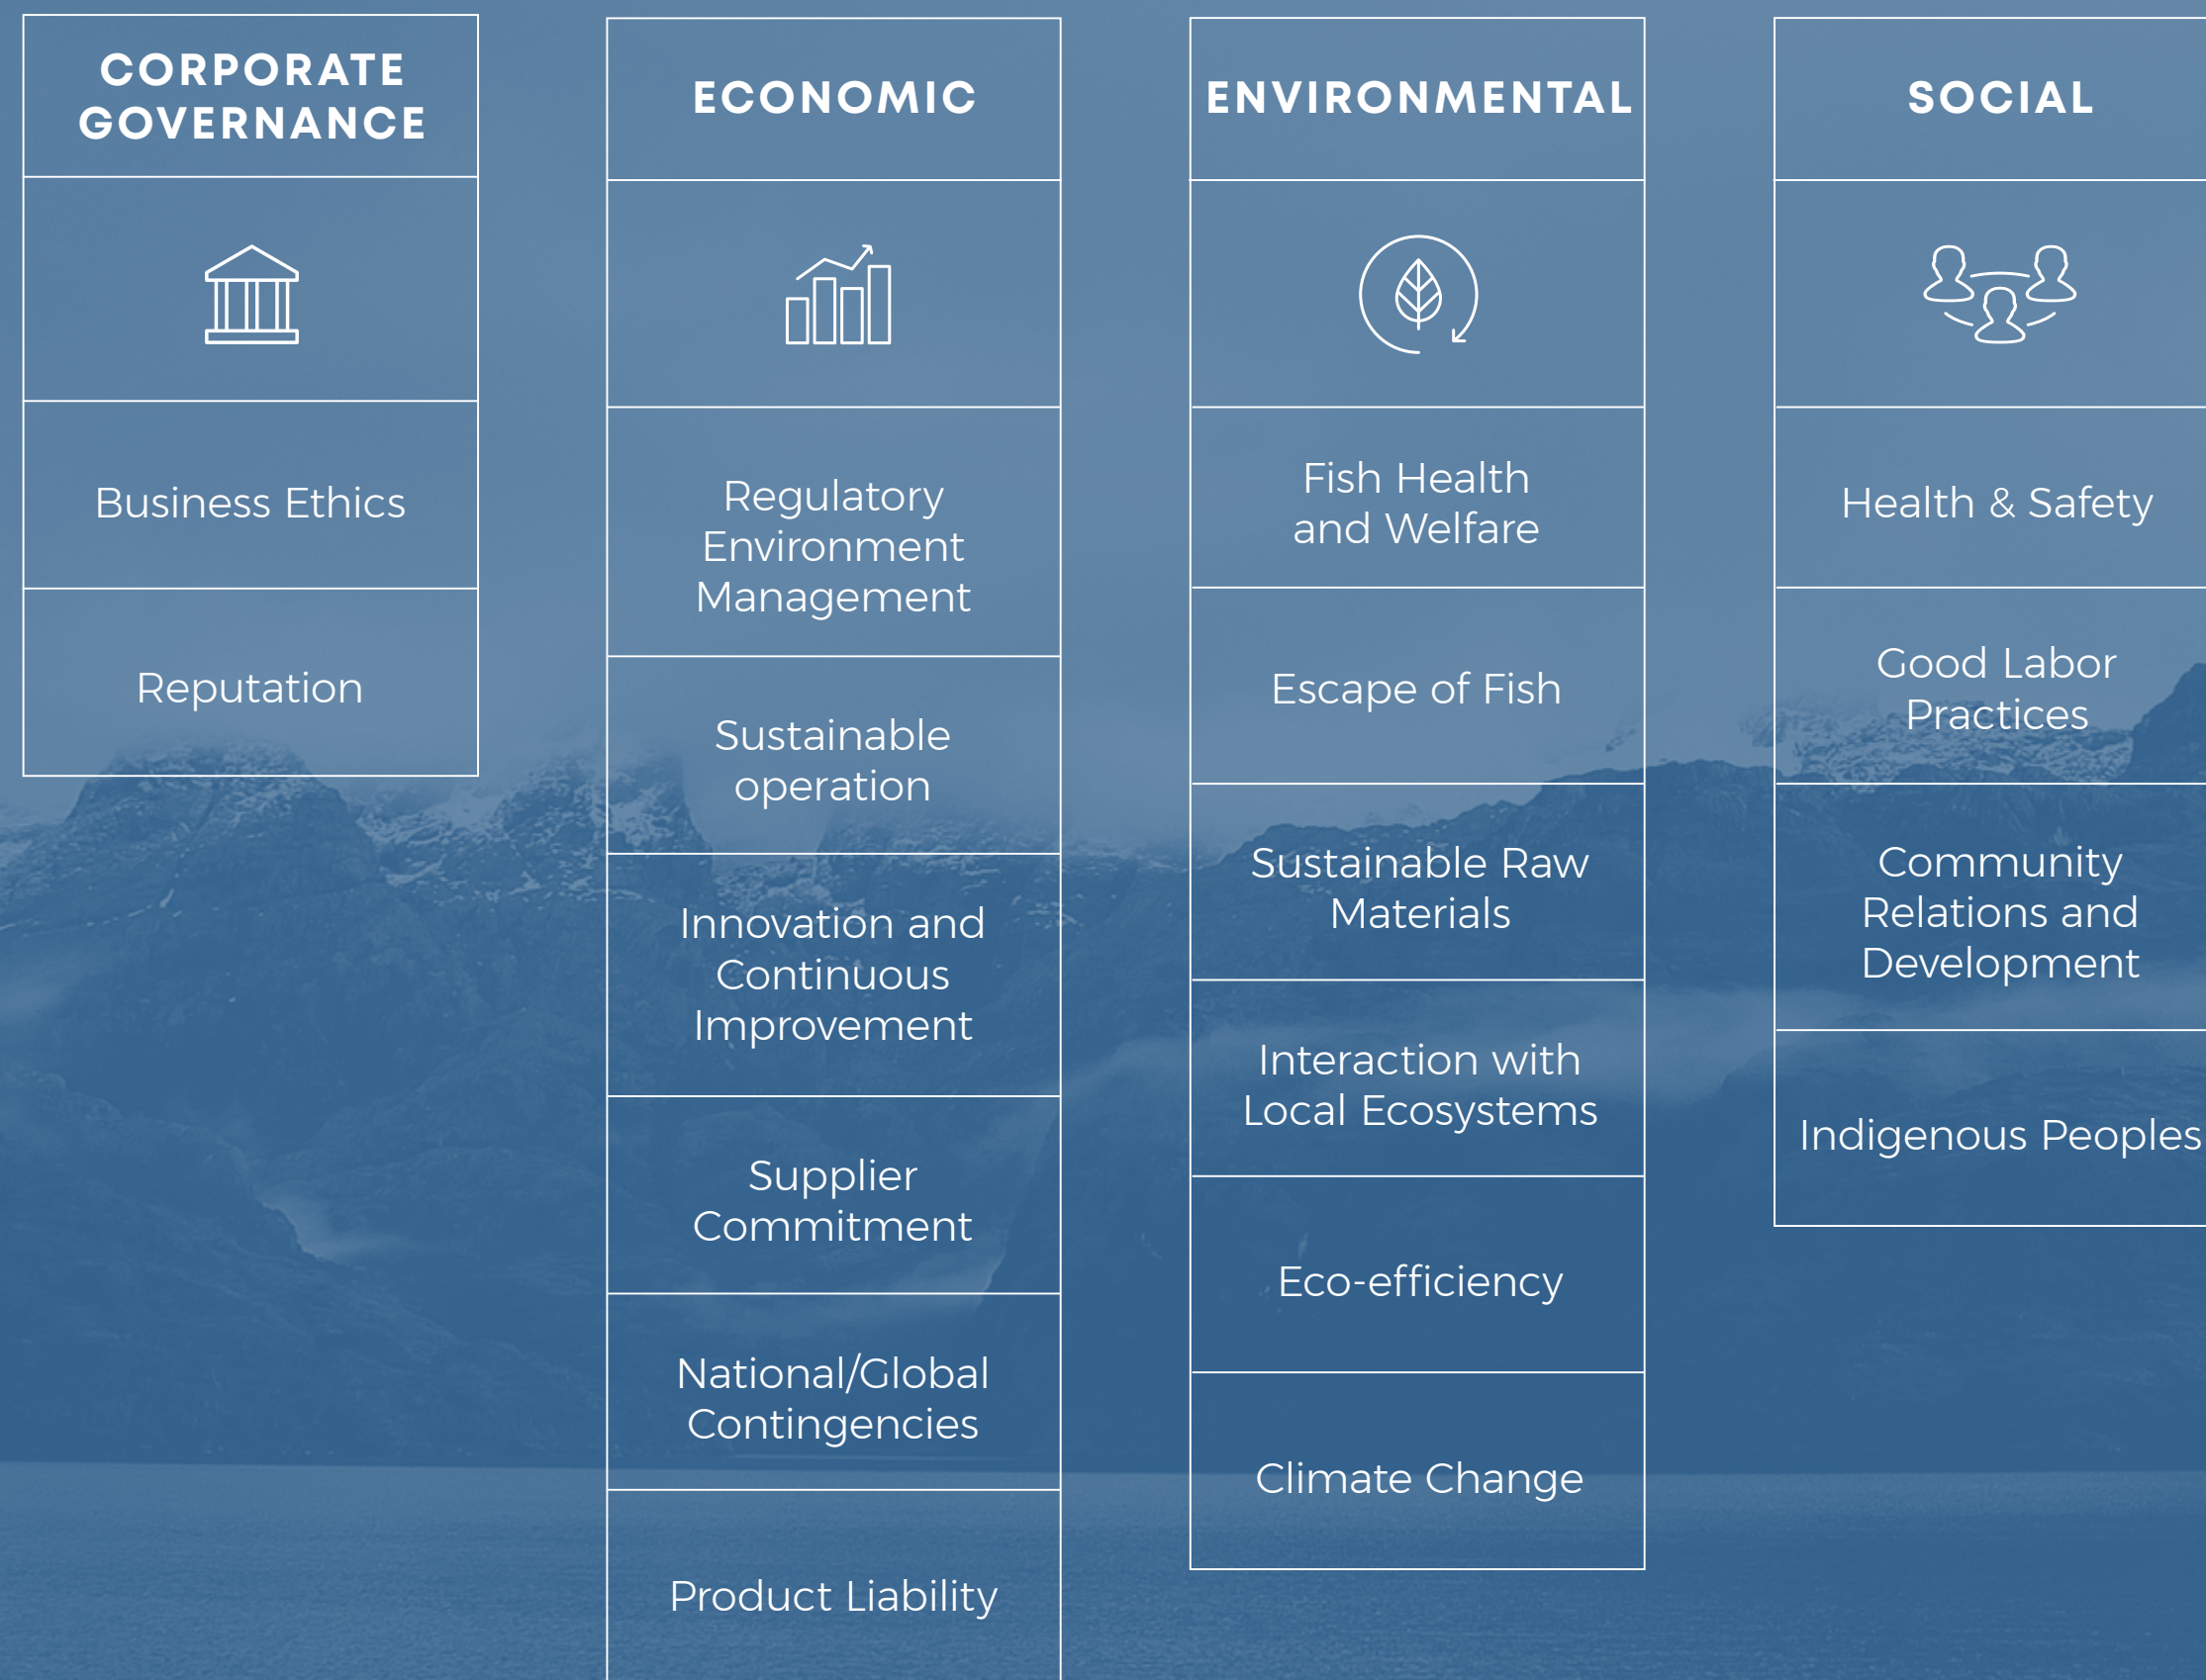 CORPORATE
GOVERNANCE
Business Ethics
Reputation
ECONOMIC
Regulatory
Environment
Management
Sustainable
operation
Innovation and
Continuous
Improvement
Supplier
Commitment
National/Global
Contingencies
Product Liability
ENVIRONMENTAL
Fish Health
and Welfare
Escape of Fish
Sustainable Raw
Materials
Interaction with
Local Ecosystems
Eco-efficiency
Climate Change
SOCIAL
Health & Safety
Good Labor
Practices
Community
Relations and
Development
Indigenous Peoples